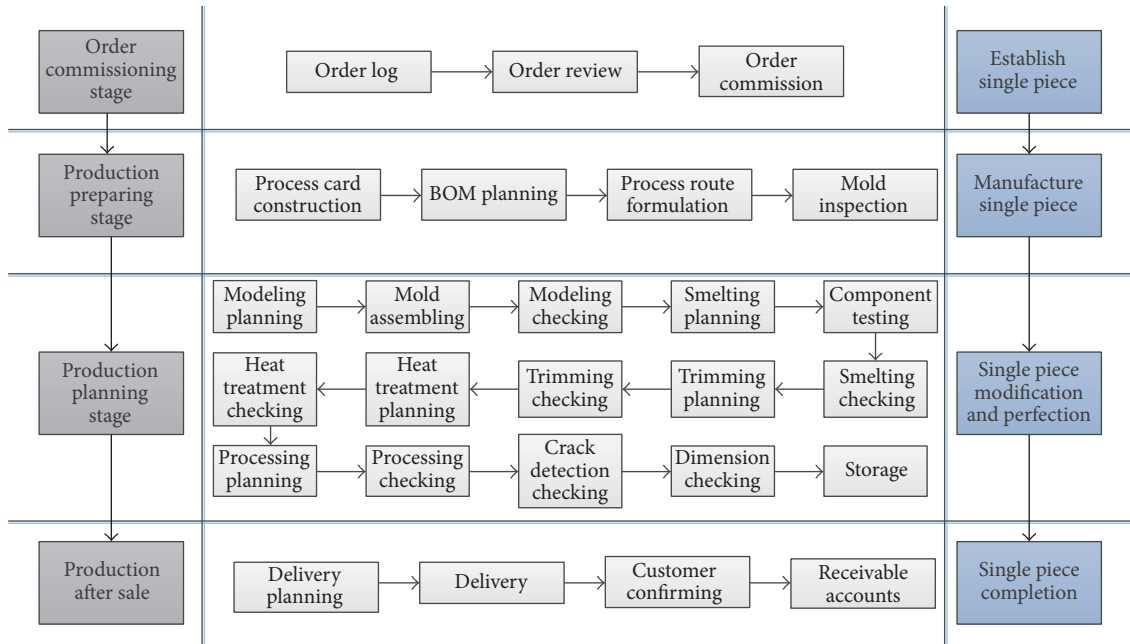 Order
commissioning
stage
Order log
Order review
Order
commission
Establish
single piece
Production
preparing
stage
Process card
construction
BOM planning
Process route
formulation
Mold
inspection
Manufacture
single piece
Production
planning
stage
Modeling
planning
Mold
assembling
Modeling
checking
Smelting
planning
Component
testing
Heat
treatment
checking
Heat
treatment
planning
Trimming
checking
Trimming
planning
Smelting
checking
Processing
planning
Processing
checking
Crack
detection
checking
Dimension
checking
Storage
Single piece
modification
and perfection
Production
after sale
Delivery
planning
Delivery
Customer
confirming
Receivable
accounts
Single piece
completion